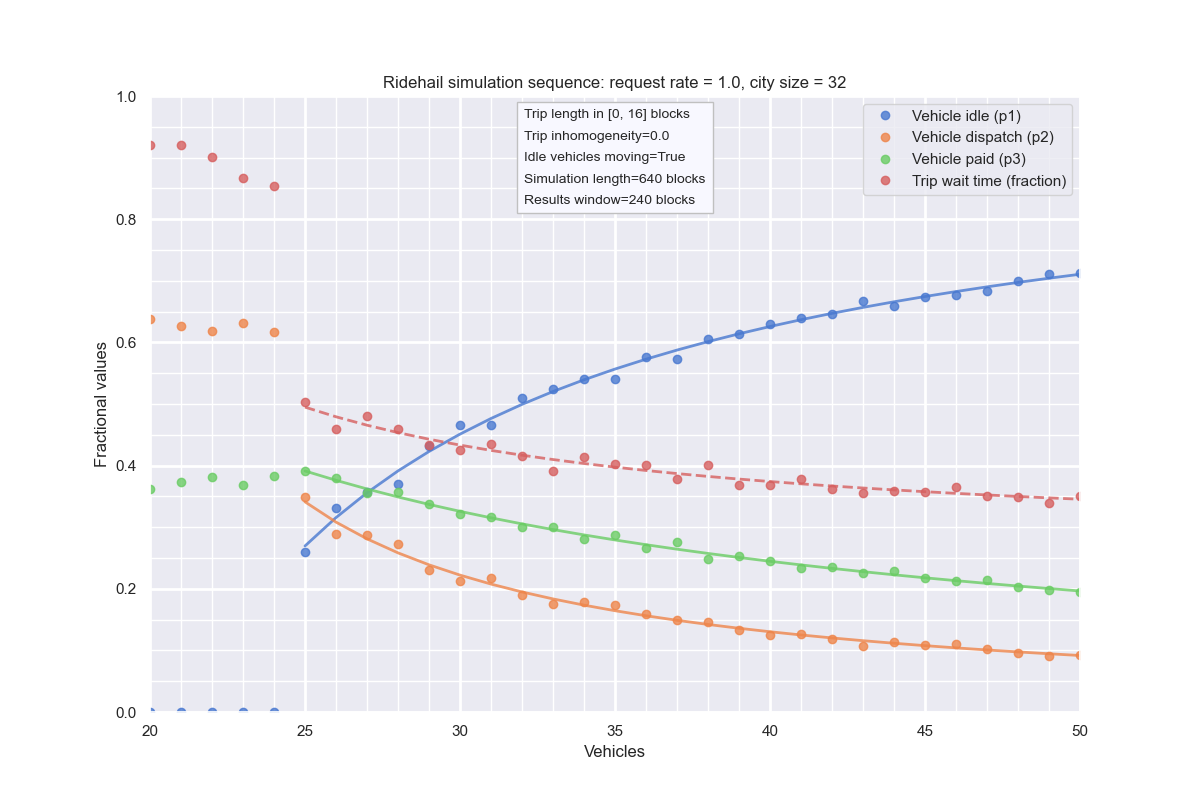 Ridehail simulation sequence: request rate = 1.0, city size = 32
Trip length in [0, 16] blocks
Trip inhomogeneity=0.0
Idle vehicles moving=True
Simulation length=640 blocks
Results window=240 blocks
Vehicle idle (p1)
Vehicle dispatch (p2)
Vehicle paid (p3)
Trip wait time (fraction)
Fractional values
1.0
0.8
0.6
0.4
0.2
0.0
20 25 30 35 40 45 50
Vehicles